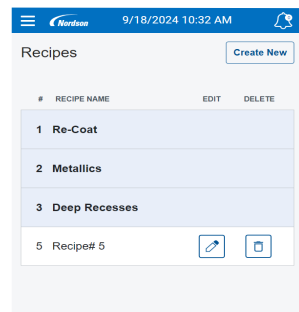 Nordson 9/18/2024 10:32 AM
Recipes Create New
# RECIPE NAME EDIT DELETE
1 Re-Coat
2 Metallics
3 Deep Recesses
5 Recipe# 5